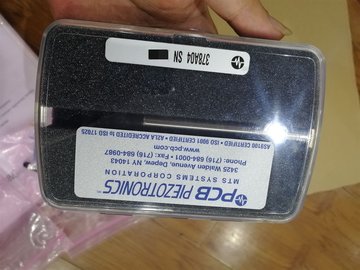 PCB PIEZOTRONICS
MTS SYSTEMS CORPORATION
3425 Walden Avenue, Depew, NY 14043
Phone: (716) 684-0001 • Fax: (716) 684-0987
www.pcb.com
AS9100 CERTIFIED • ISO 9001 CERTIFIED • A2LA ACCREDITED to ISO 17025
378A04 SN